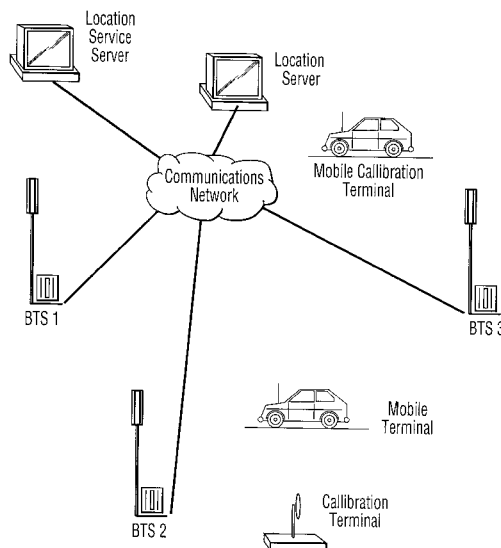 Location
Service
Server
Location
Server
Communications
Network
Mobile Callibration
Terminal
BTS 1
BTS 3
Mobile
Terminal
BTS 2
Callibration
Terminal